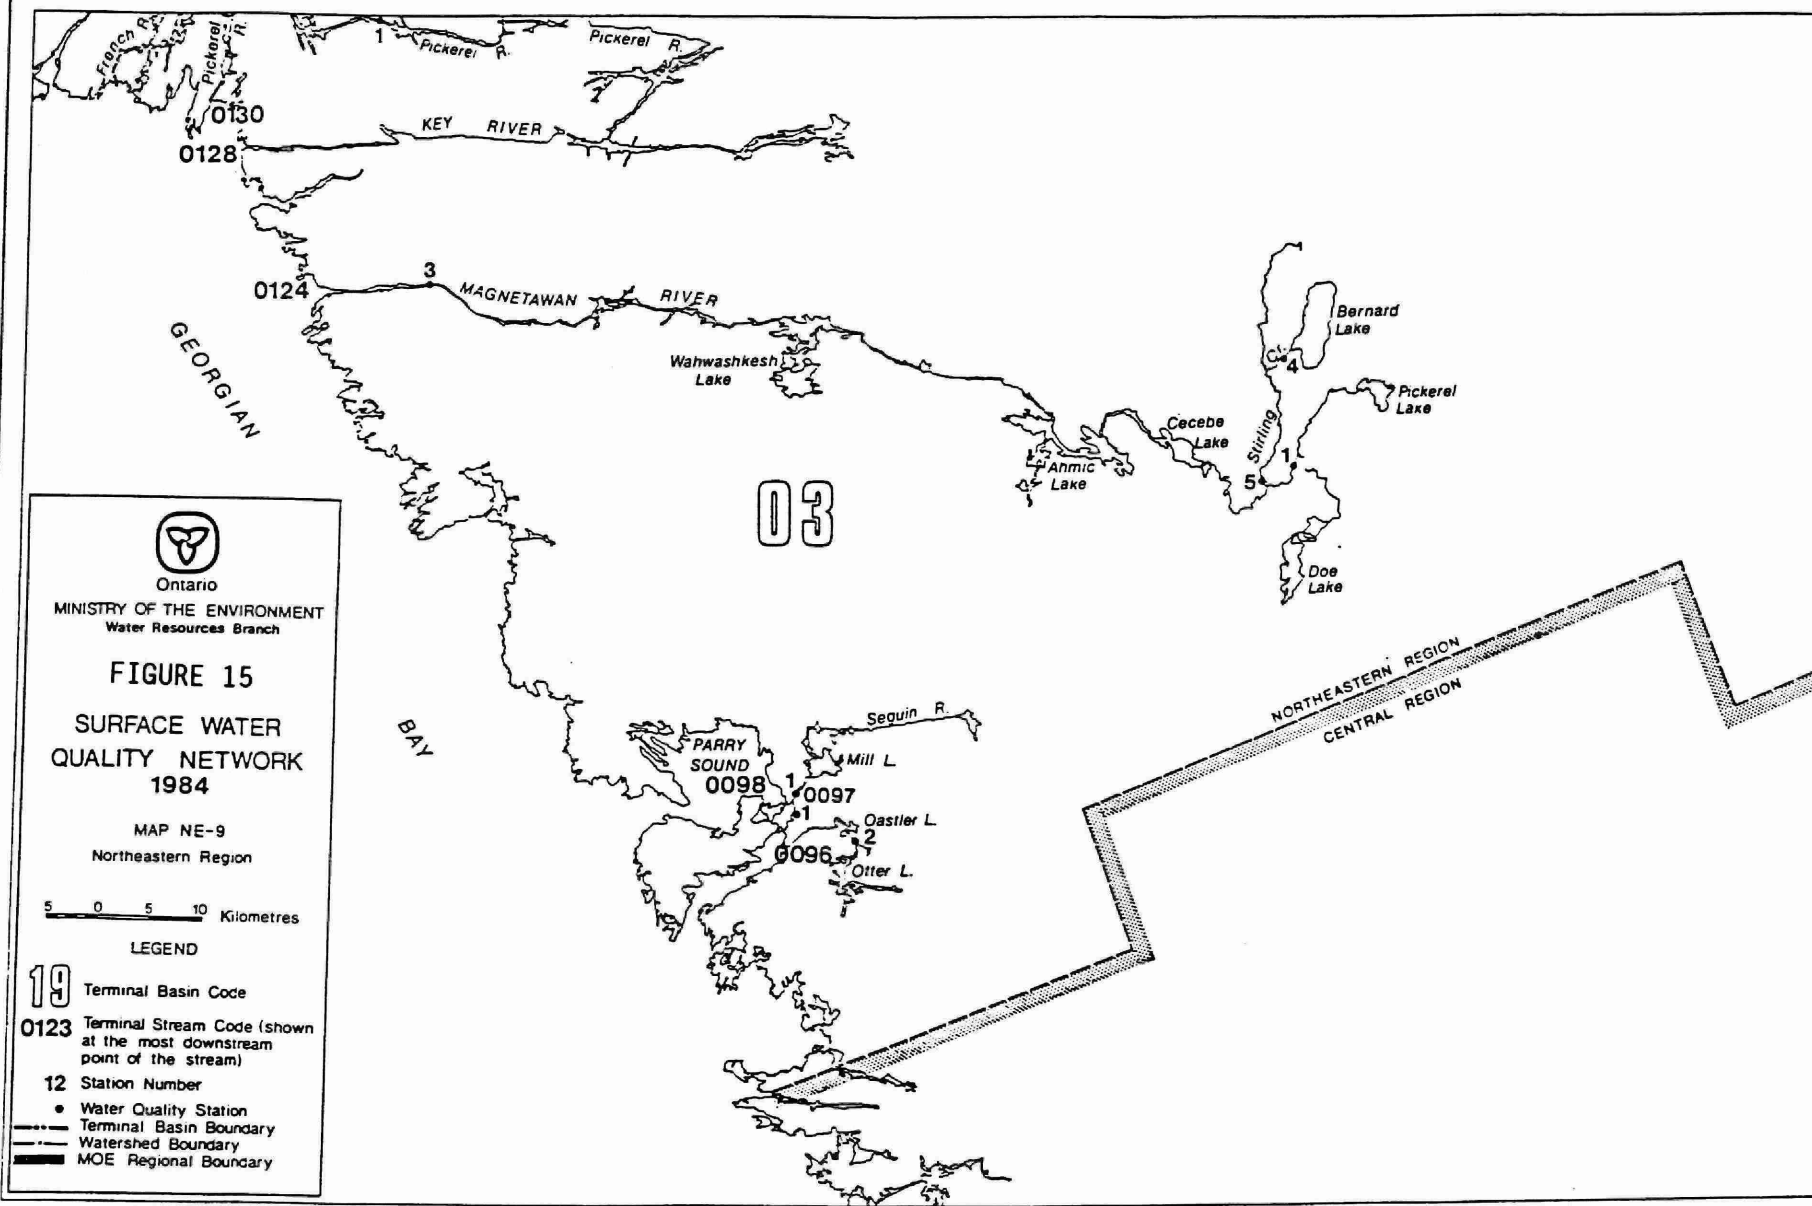 French R.
Pickerel R.
1
Pickerel R.
Pickerel R.
0130
KEY RIVER
0128
3
0124
MAGNETAWAN RIVER
GEORGIAN
BAY
Wahwashkesh
Lake
Bernard
Lake
4
Pickerel
Lake
Cecebe
Lake
Stirling
1
5
Ahmic
Lake
03
Doe
Lake
NORTHEASTERN REGION
CENTRAL REGION
Seguin R.
PARRY
SOUND
0098
Mill L.
1
0097
1
Oastler L.
2
0096
Otter L.
Ontario
MINISTRY OF THE ENVIRONMENT
Water Resources Branch
FIGURE 15
SURFACE WATER
QUALITY NETWORK
1984
MAP NE-9
Northeastern Region
5 0 5 10 Kilometres
LEGEND
19 Terminal Basin Code
0123 Terminal Stream Code (shown
at the most downstream
point of the stream)
12 Station Number
Water Quality Station
Terminal Basin Boundary
Watershed Boundary
MOE Regional Boundary